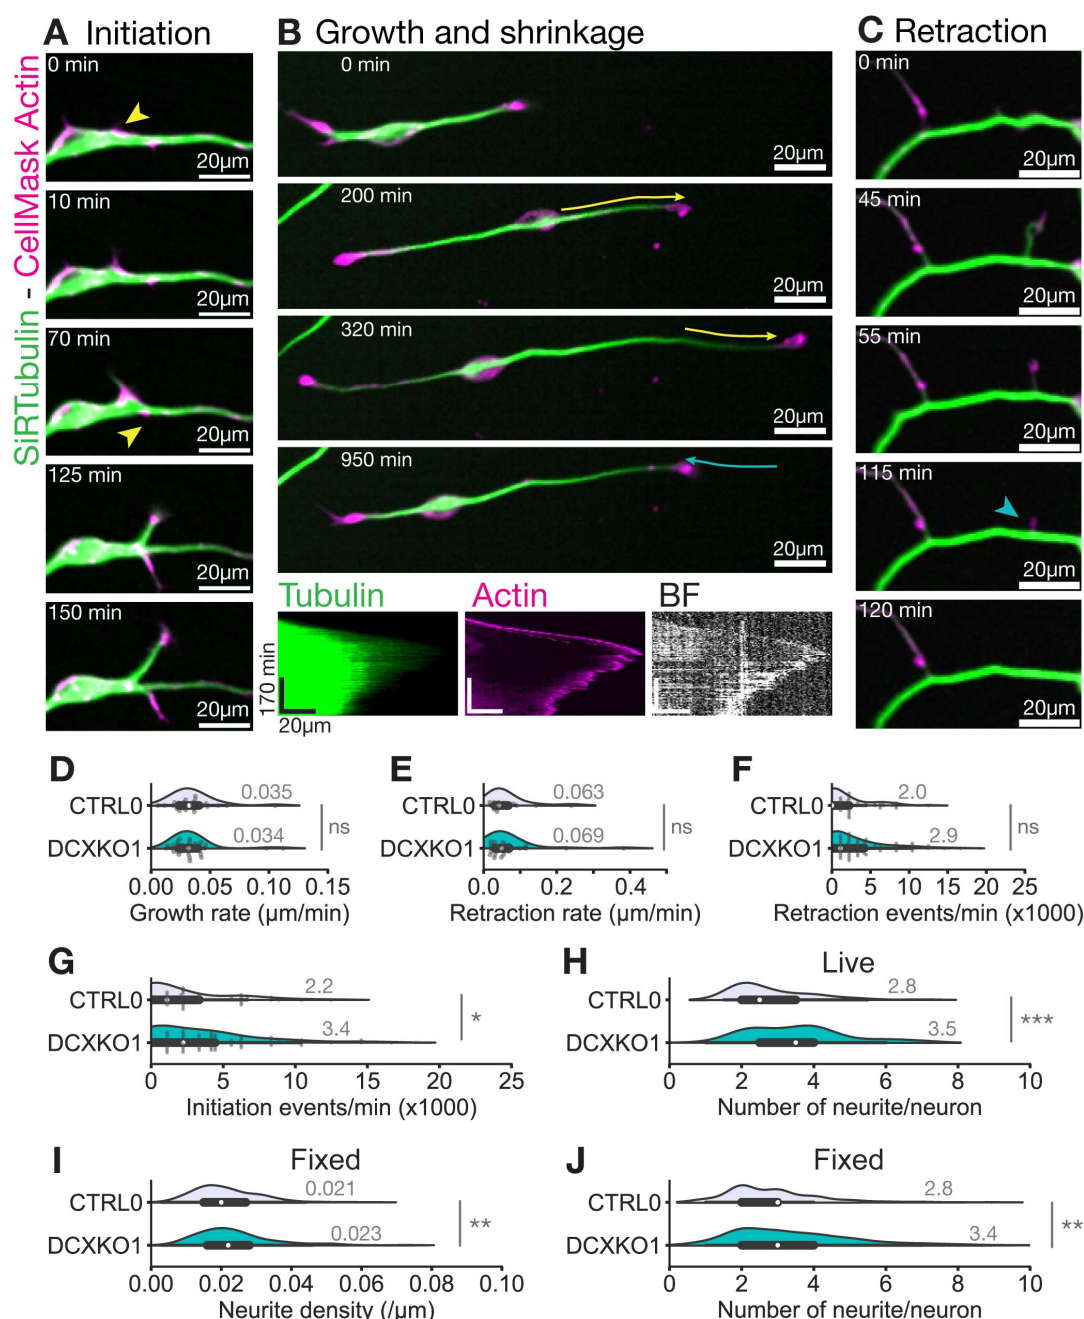 A Initiation
B Growth and shrinkage
C Retraction
SiRTubulin - CellMask Actin
0 min
20µm
10 min
20µm
70 min
20µm
125 min
20µm
150 min
20µm
0 min
20µm
200 min
20µm
320 min
20µm
950 min
20µm
Tubulin
Actin
BF
170 min
20µm
0 min
20µm
45 min
20µm
55 min
20µm
115 min
20µm
120 min
20µm
D
CTRL0
0.035
DCXKO1
0.034
ns
0.00 0.05 0.10 0.15
Growth rate (µm/min)
E
CTRL0
0.063
DCXKO1
0.069
ns
0.0 0.2 0.4
Retraction rate (µm/min)
F
CTRL0
2.0
DCXKO1
2.9
ns
0 5 10 15 20 25
Retraction events/min (x1000)
G
CTRL0
2.2
DCXKO1
3.4
*
0 5 10 15 20 25
Initiation events/min (x1000)
H
Live
CTRL0
2.8
DCXKO1
3.5
***
0 2 4 6 8 10
Number of neurite/neuron
I
Fixed
CTRL0
0.021
DCXKO1
0.023
**
0.00 0.02 0.04 0.06 0.08 0.10
Neurite density (/µm)
J
Fixed
CTRL0
2.8
DCXKO1
3.4
**
0 2 4 6 8 10
Number of neurite/neuron